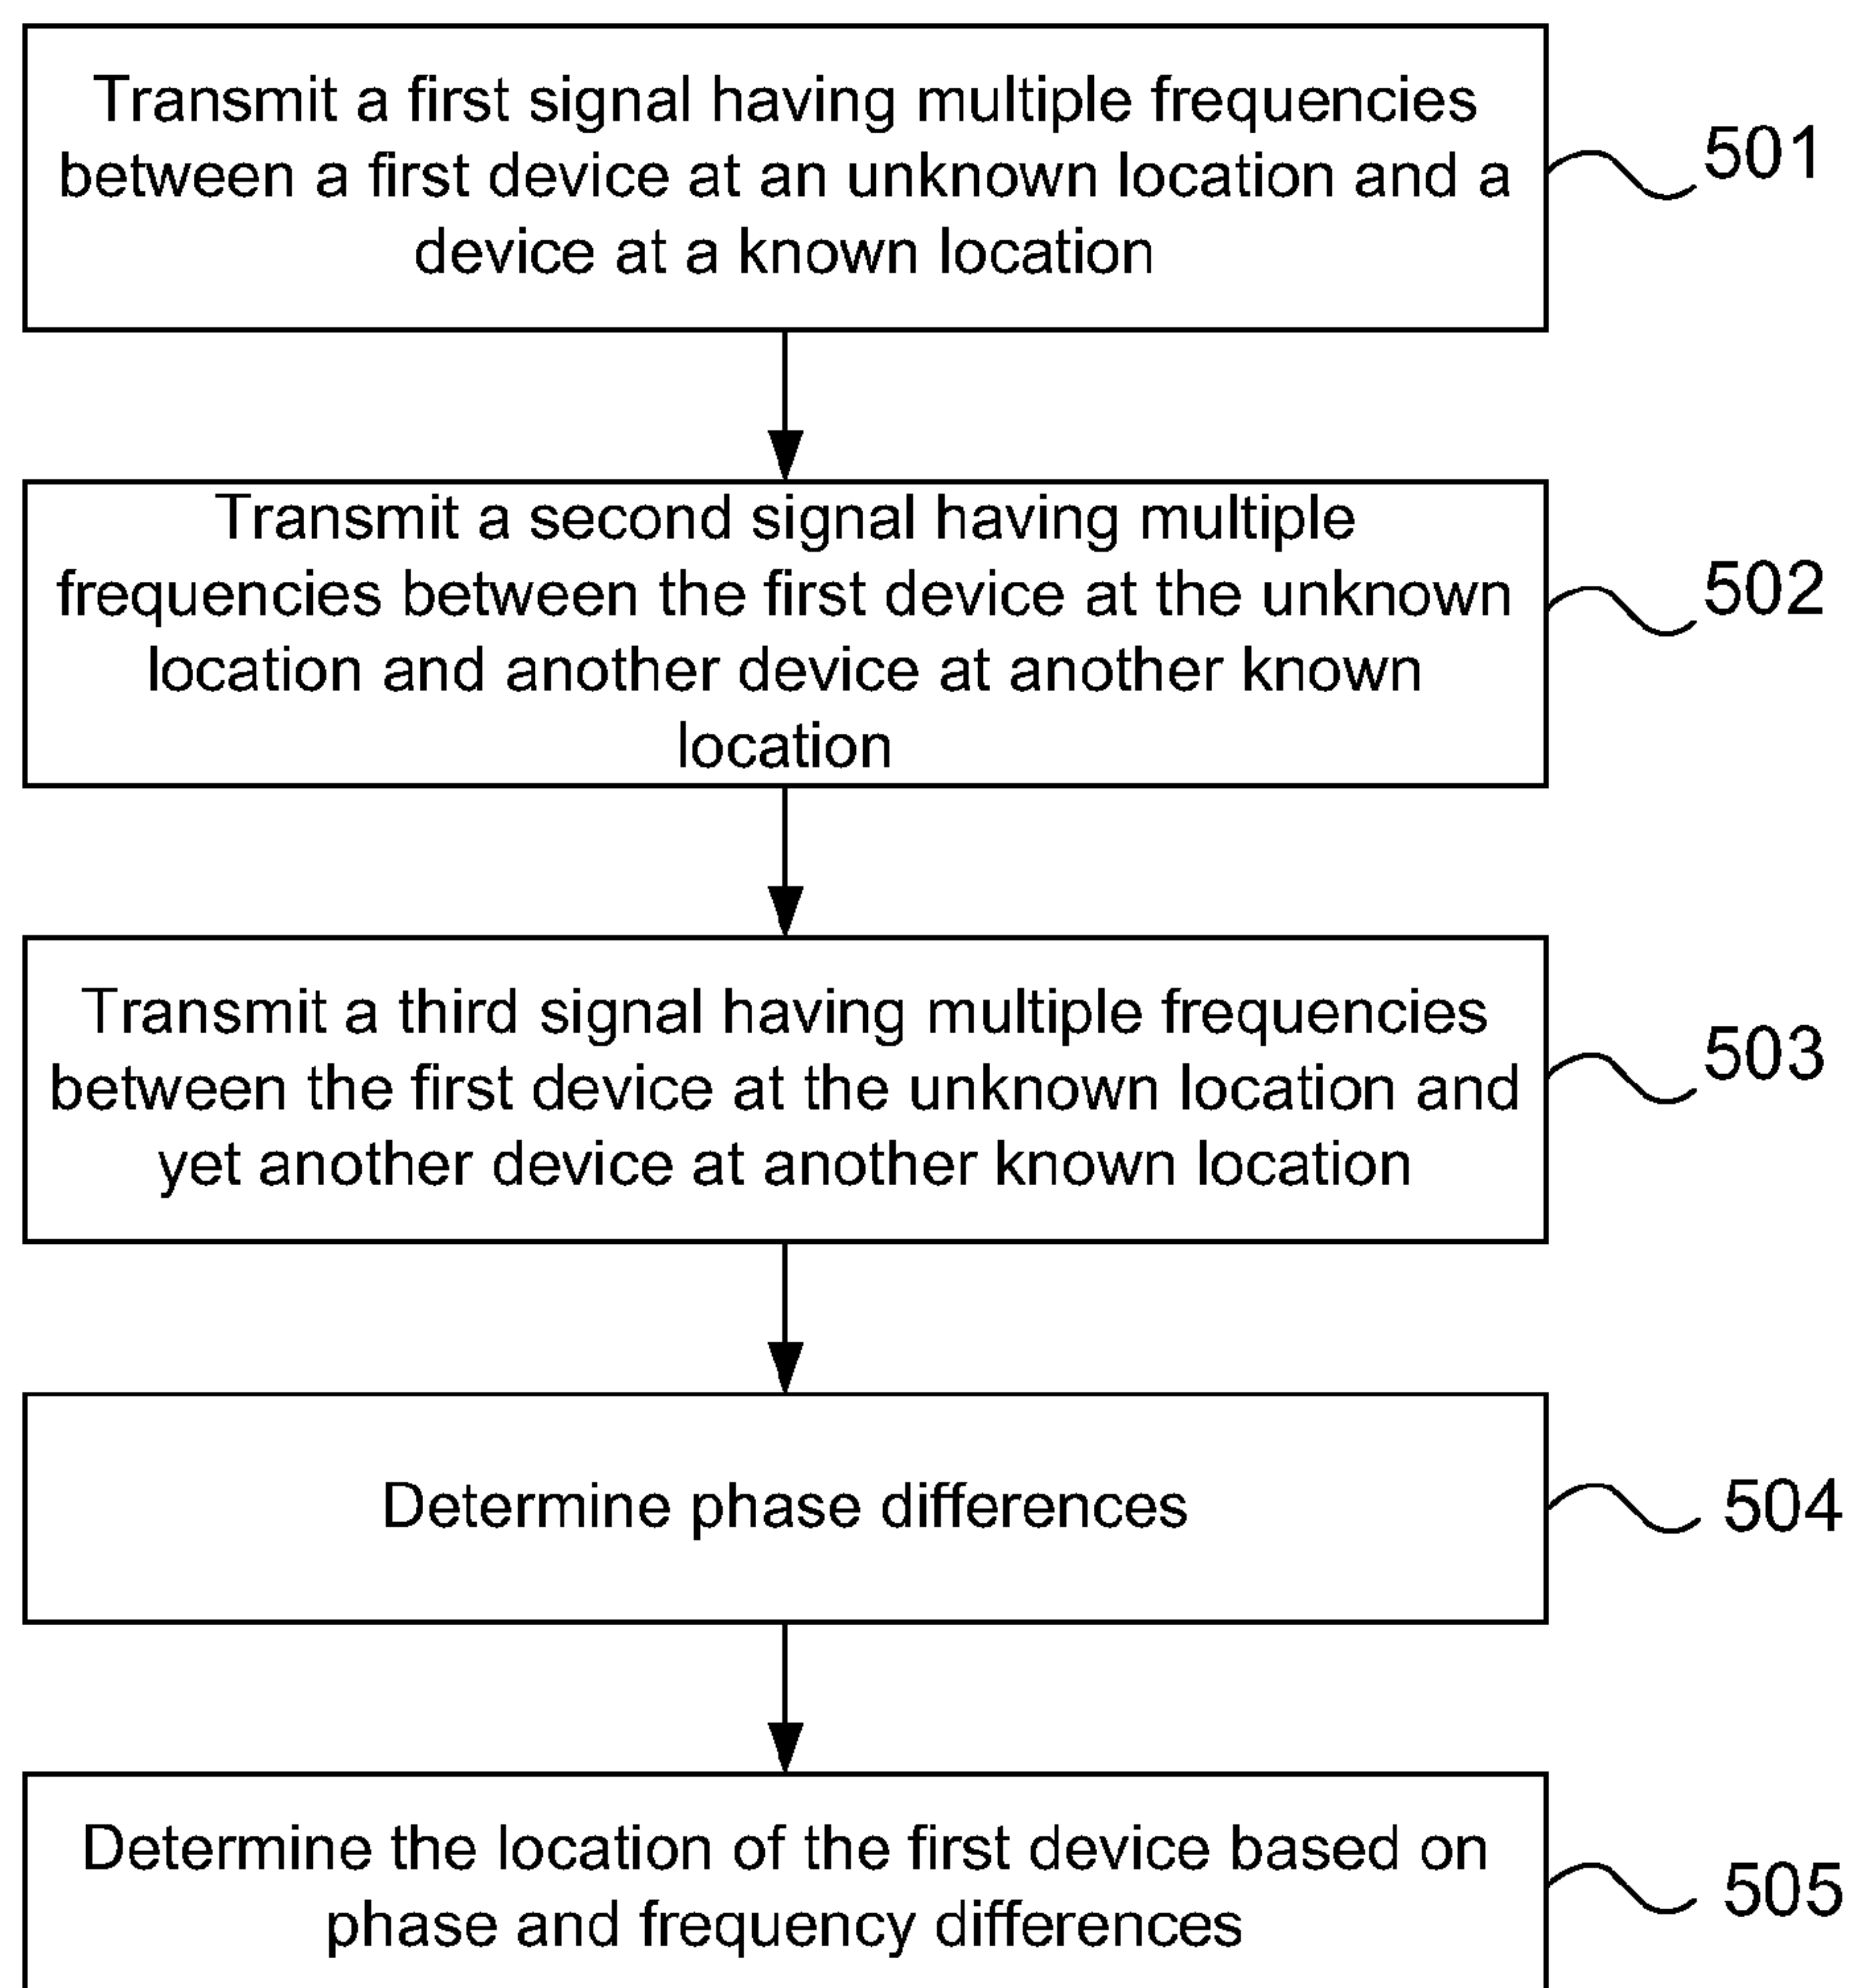 Transmit a first signal having multiple frequencies
between a first device at an unknown location and a
device at a known location
501
Transmit a second signal having multiple
frequencies between the first device at the unknown
location and another device at another known
location
502
Transmit a third signal having multiple frequencies
between the first device at the unknown location and
yet another device at another known location
503
Determine phase differences
504
Determine the location of the first device based on
phase and frequency differences
505